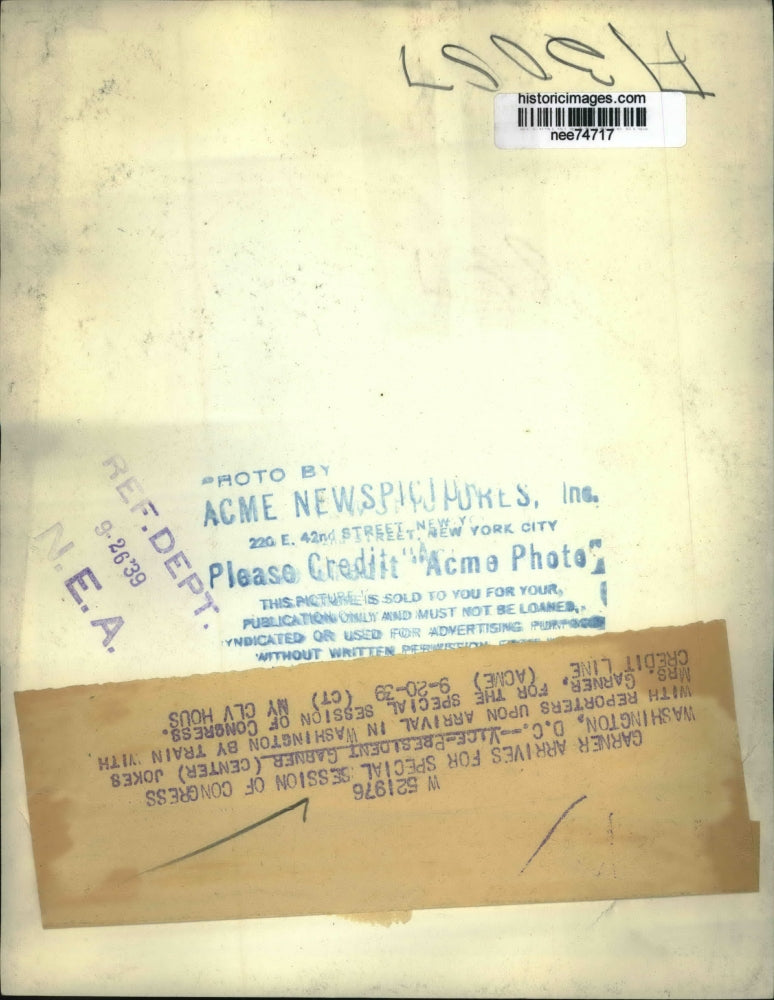 historicimages.com
nee74717
PHOTO BY
ACME NEWSPICTURES, Inc.
220 E. 42nd STREET, NEW YORK CITY
Please Credit "Acme Photo"
THIS PICTURE IS SOLD TO YOU FOR YOUR
PUBLICATION ONLY AND MUST NOT BE LOANED,
SYNDICATED OR USED FOR ADVERTISING PURPOSES
WITHOUT WRITTEN PERMISSION
REF. DEPT.
9-26'39
N.E.A.
W 521976
GARNER ARRIVES FOR SPECIAL SESSION OF CONGRESS
WASHINGTON, D.C.--VICE-PRESIDENT GARNER (CENTER) JOKES
WITH REPORTERS UPON ARRIVAL IN WASHINGTON BY TRAIN WITH
MRS. GARNER, FOR THE SPECIAL SESSION OF CONGRESS.
CREDIT LINE (ACME) 9-20-39 (CT) NY CLV HOUS